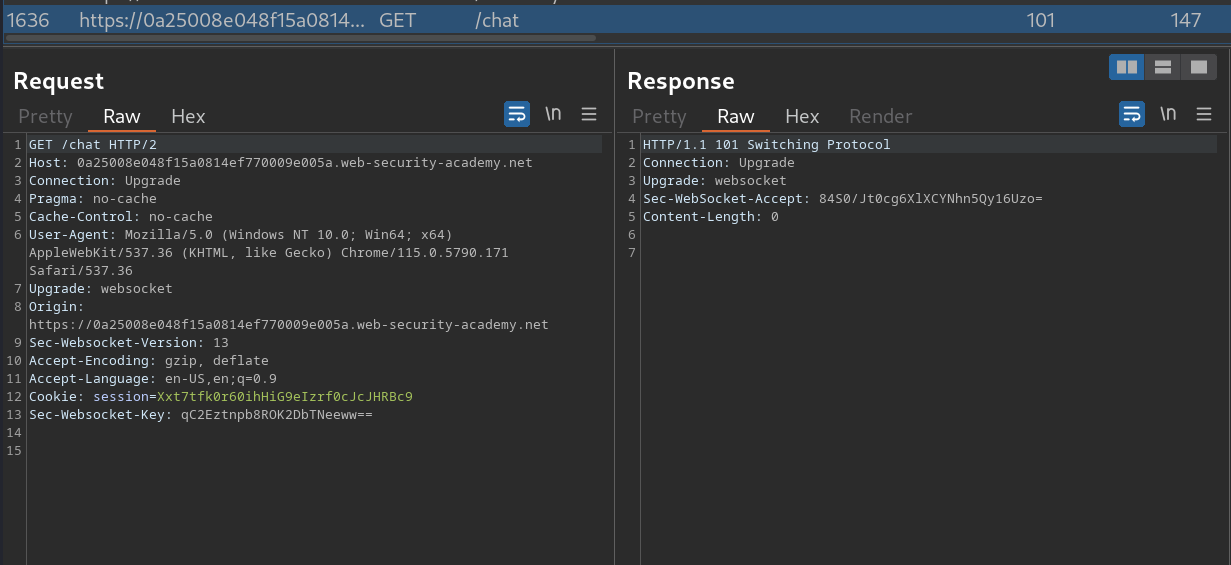 1636 https://0a25008e048f15a0814... GET /chat 101 147
Request
Pretty Raw Hex \n
1 GET /chat HTTP/2
2 Host: 0a25008e048f15a0814ef770009e005a.web-security-academy.net
3 Connection: Upgrade
4 Pragma: no-cache
5 Cache-Control: no-cache
6 User-Agent: Mozilla/5.0 (Windows NT 10.0; Win64; x64)
AppleWebKit/537.36 (KHTML, like Gecko) Chrome/115.0.5790.171
Safari/537.36
7 Upgrade: websocket
8 Origin:
https://0a25008e048f15a0814ef770009e005a.web-security-academy.net
9 Sec-Websocket-Version: 13
10 Accept-Encoding: gzip, deflate
11 Accept-Language: en-US,en;q=0.9
12 Cookie: session=Xxt7tfk0r60ihHiG9eIzrf0cJcJHRBc9
13 Sec-Websocket-Key: qC2Eztnpb8ROK2DbTNeeww==
14
15
Response
Pretty Raw Hex Render \n
1 HTTP/1.1 101 Switching Protocol
2 Connection: Upgrade
3 Upgrade: websocket
4 Sec-WebSocket-Accept: 84S0/Jt0cg6XlXCYNhn5Qy16Uzo=
5 Content-Length: 0
6
7